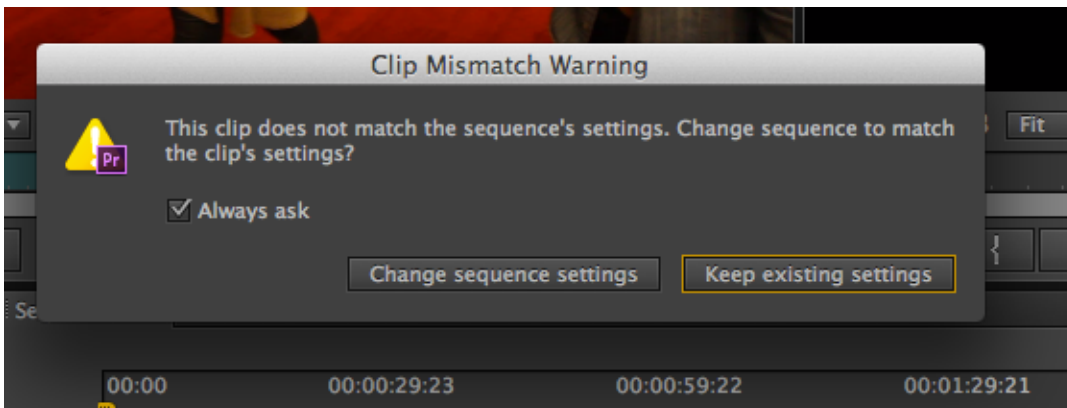 Clip Mismatch Warning
This clip does not match the sequence's settings. Change sequence to match
the clip's settings?
Pr
Always ask
Fit
Change sequence settings
Keep existing settings
{
Se
00:00
00:00:29:23
00:00:59:22
00:01:29:21